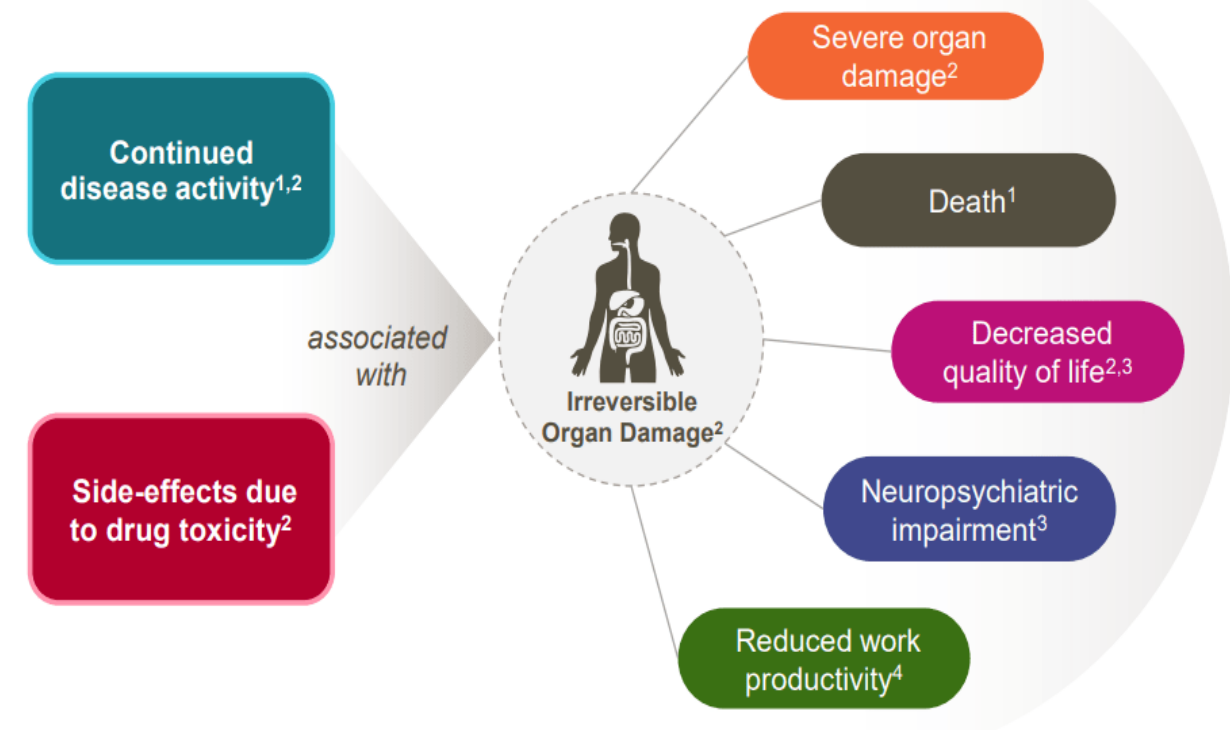 Continued
disease activity¹,²
Side-effects due
to drug toxicity²
associated
with
Irreversible
Organ Damage²
Severe organ
damage²
Death¹
Decreased
quality of life²,³
Neuropsychiatric
impairment³
Reduced work
productivity⁴